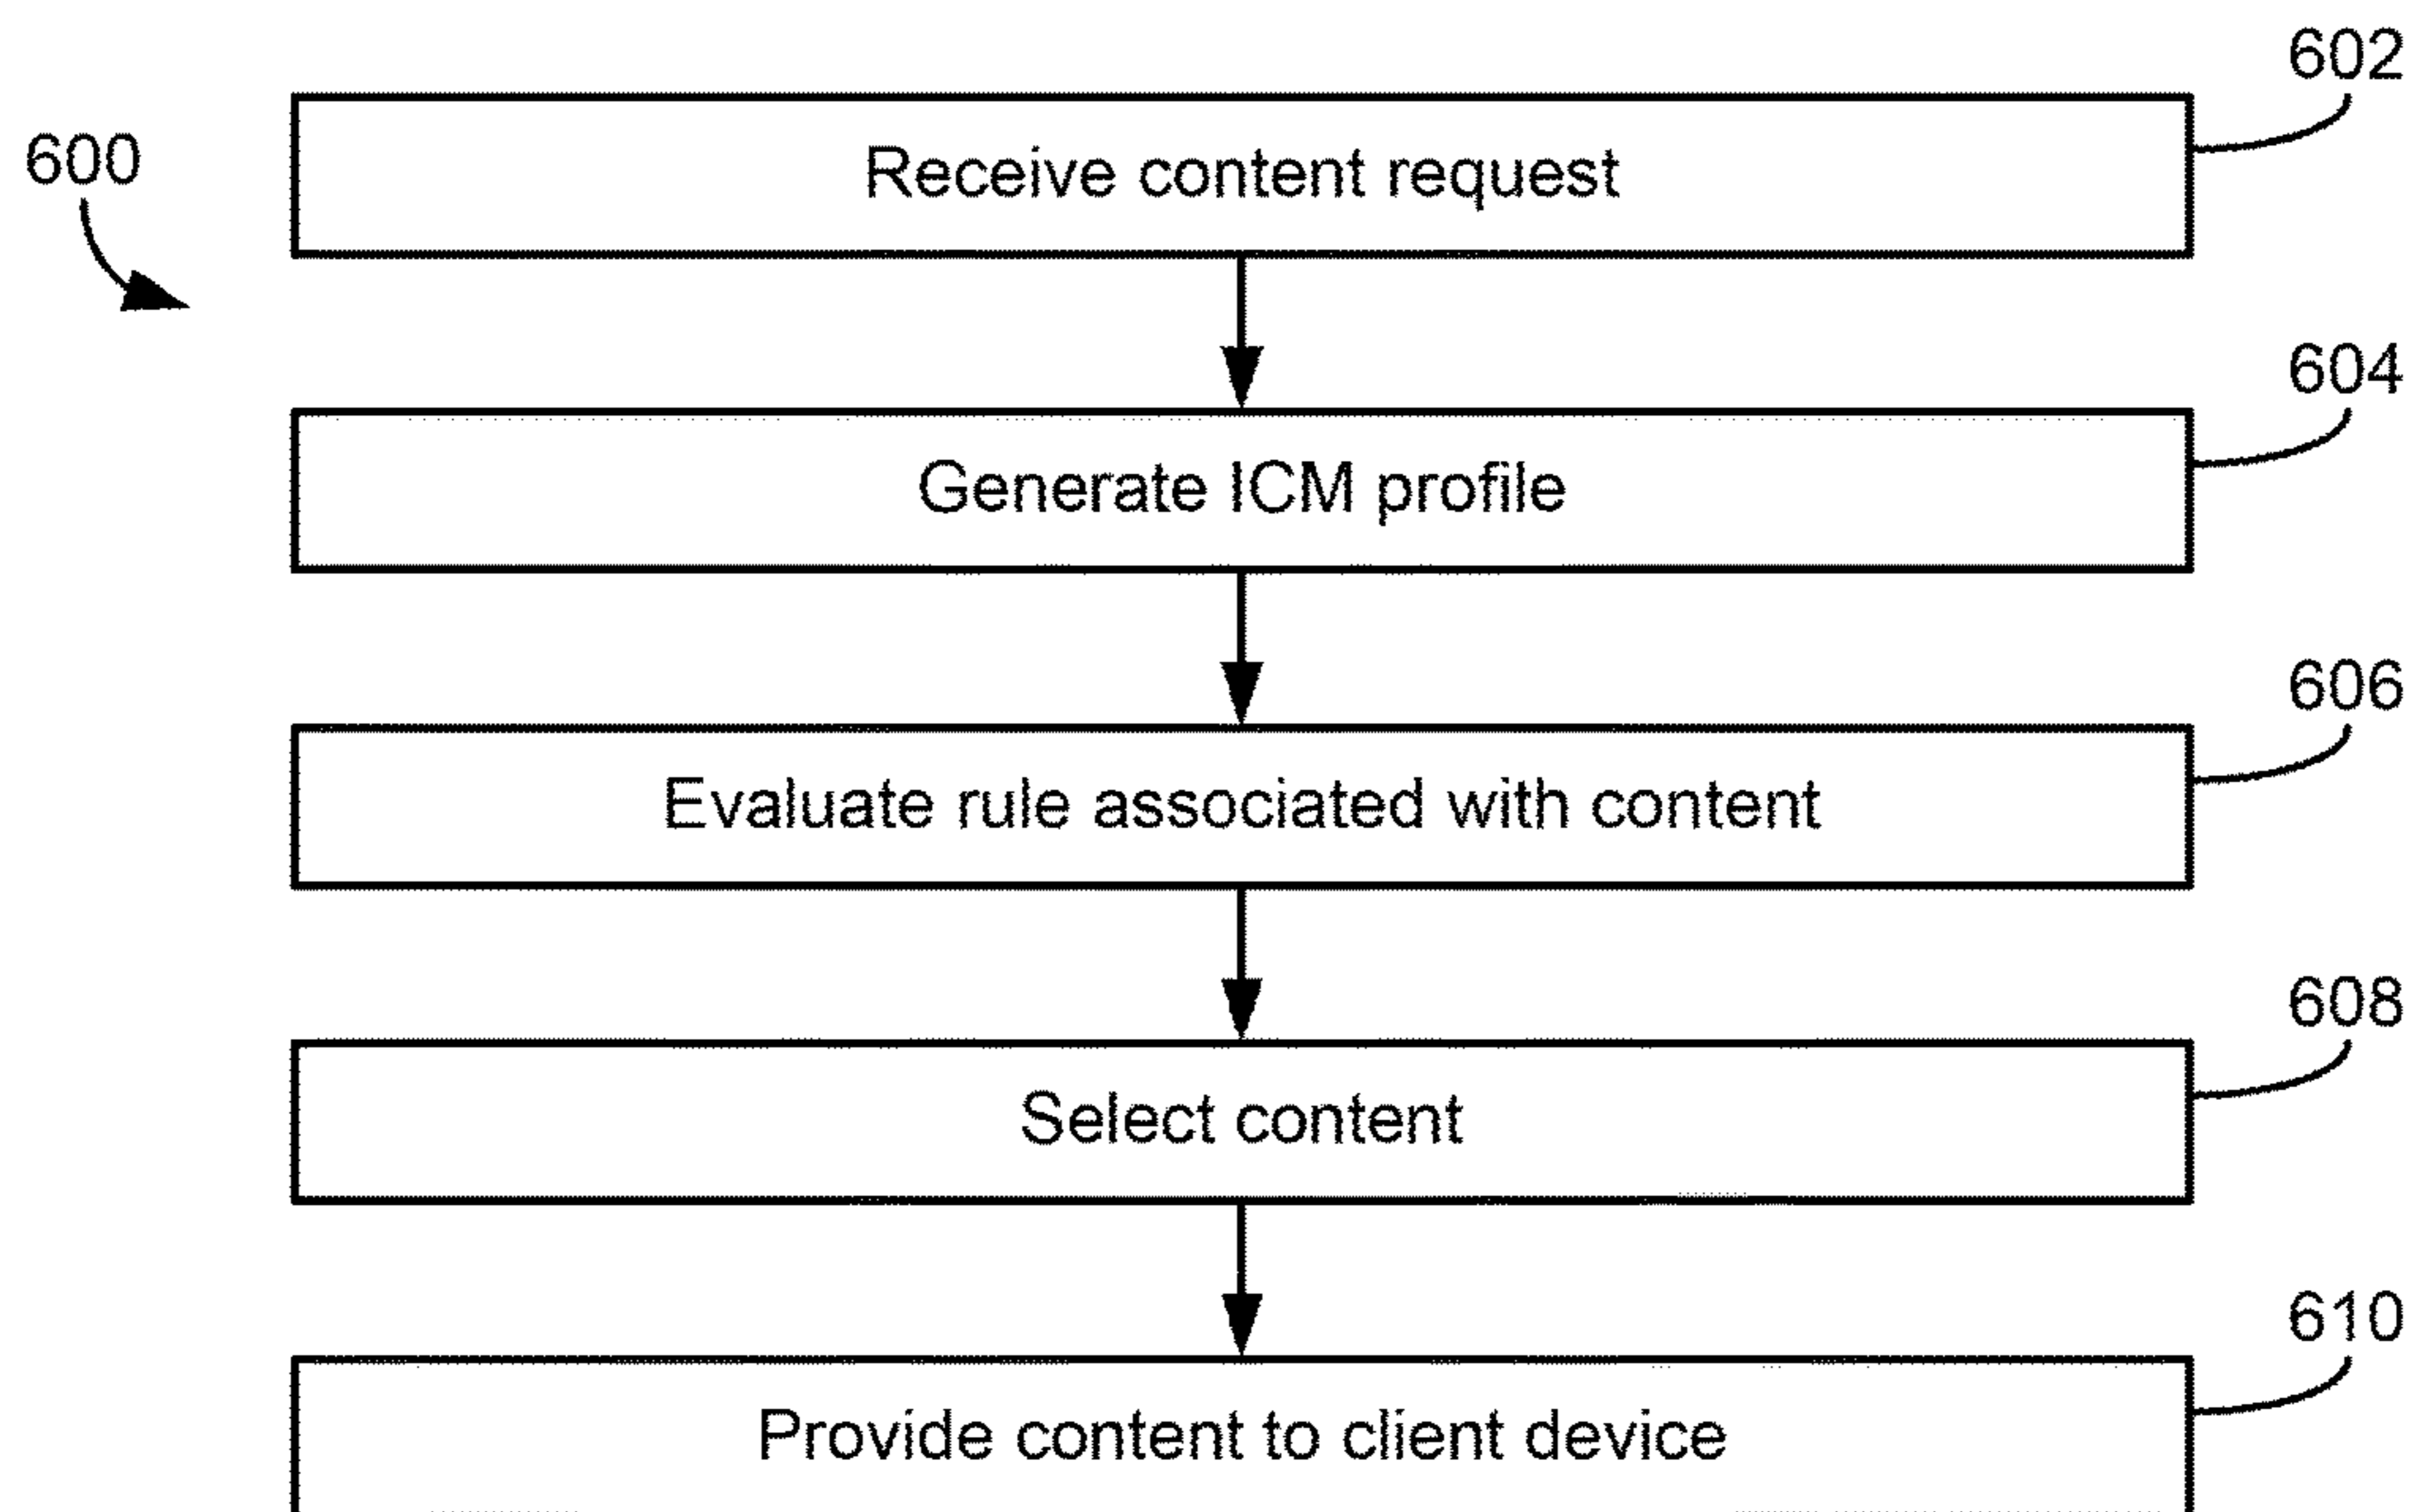 602
600
Receive content request
604
Generate ICM profile
606
Evaluate rule associated with content
608
Select content
610
Provide content to client device